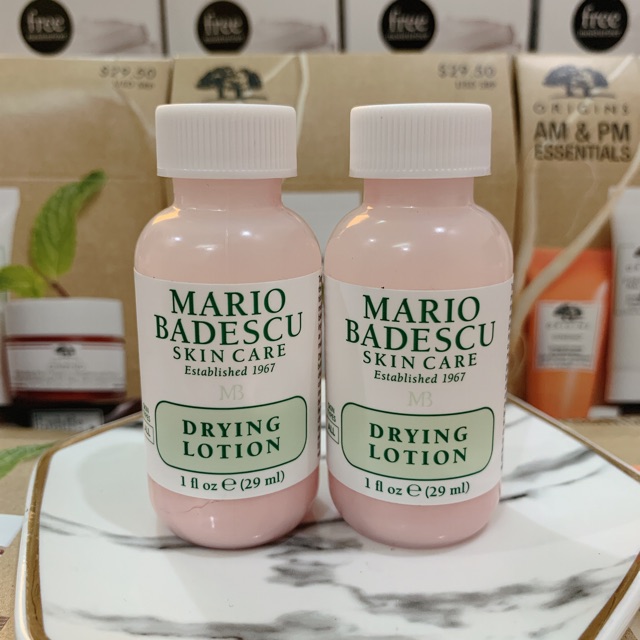 free
free
free
free
$29.50
$29.50
ORIGINS
AM & PM
ESSENTIALS
MARIO
BADESCU
SKIN CARE
Established 1967
MB
DRYING
LOTION
1 fl oz ℮ (29 ml)
MARIO
BADESCU
SKIN CARE
Established 1967
MB
DRYING
LOTION
1 fl oz ℮ (29 ml)